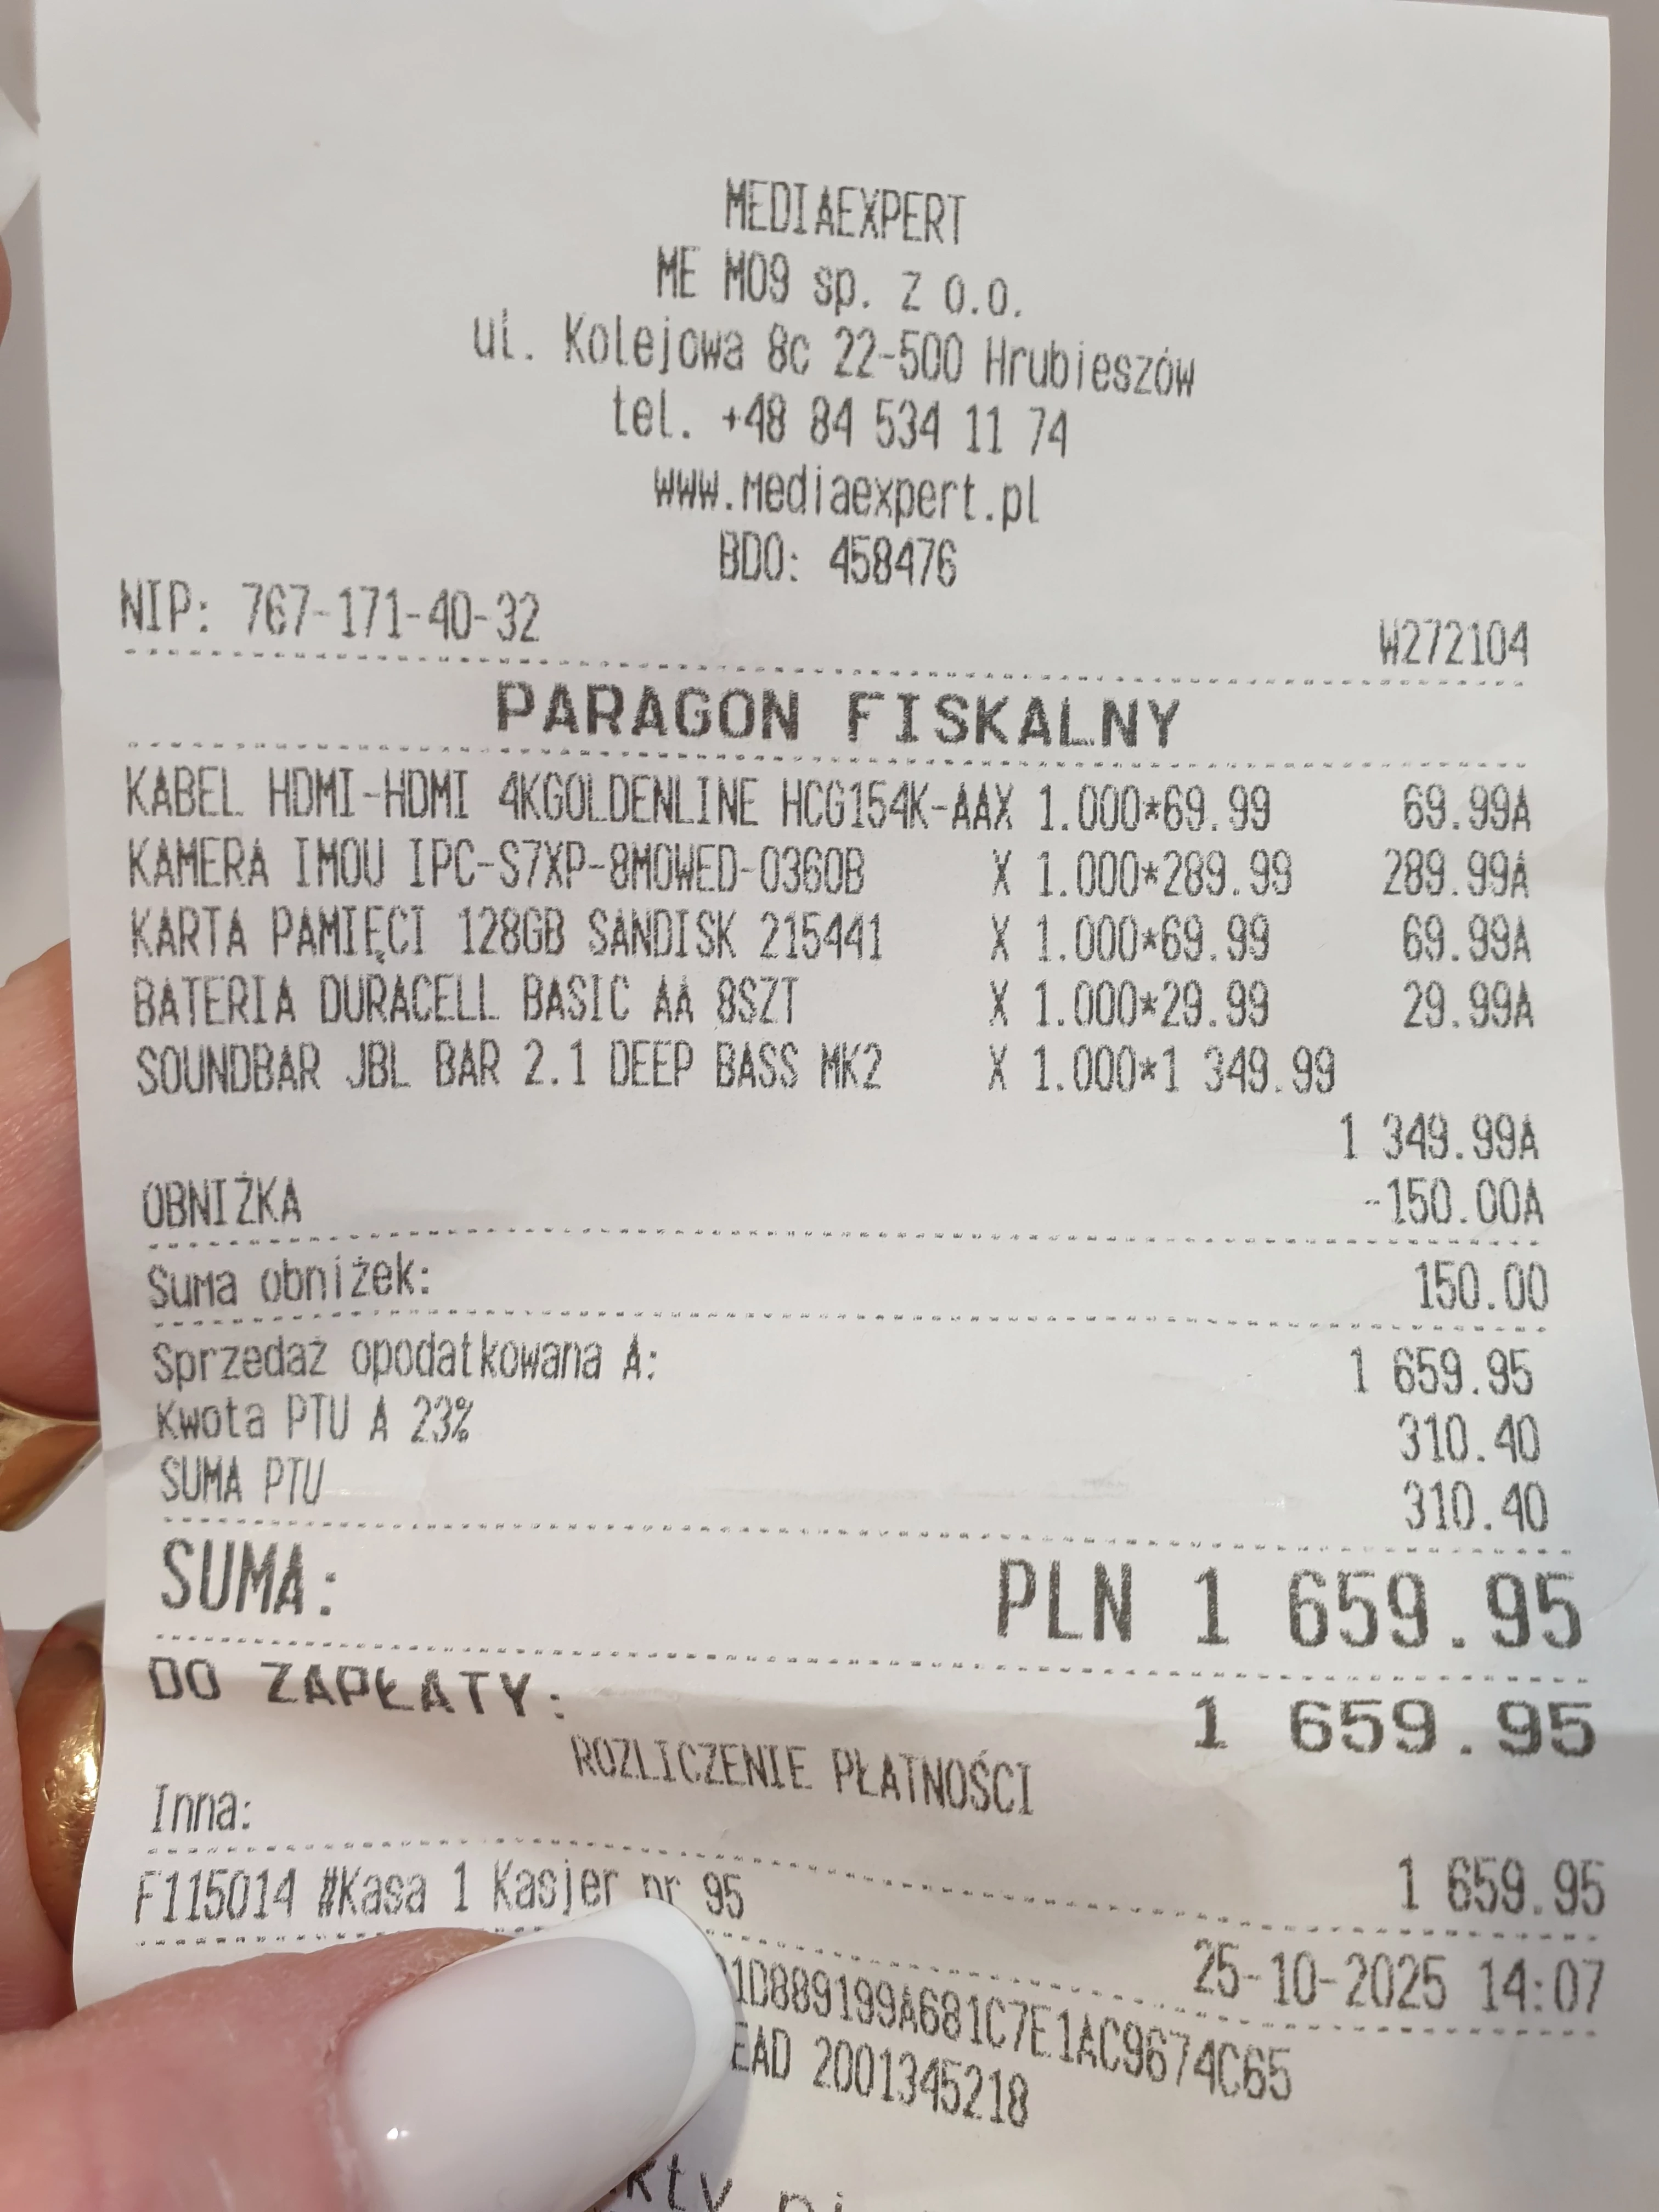 MEDIAEXPERT
ME M09 sp. z o.o.
ul. Kolejowa 8c 22-500 Hrubieszów
tel. +48 84 534 11 74
www.mediaexpert.pl
BDO: 458476
NIP: 767-171-40-32 W272104
PARAGON FISKALNY
KABEL HDMI-HDMI 4KGOLDENLINE HCG154K-AAX 1.000*69.99 69.99A
KAMERA IMOU IPC-S7XP-8M0WED-0360B X 1.000*289.99 289.99A
KARTA PAMIĘCI 128GB SANDISK 215441 X 1.000*69.99 69.99A
BATERIA DURACELL BASIC AA 8SZT X 1.000*29.99 29.99A
SOUNDBAR JBL BAR 2.1 DEEP BASS MK2 X 1.000*1 349.99
1 349.99A
OBNIŻKA -150.00A
Suma obniżek: 150.00
Sprzedaż opodatkowana A: 1 659.95
Kwota PTU A 23% 310.40
SUMA PTU 310.40
SUMA: PLN 1 659.95
DO ZAPŁATY: 1 659.95
ROZLICZENIE PŁATNOŚCI
Inna: 1 659.95
F115014 #Kasa 1 Kasjer nr 95 25-10-2025 14:07
1D889199A681C7E1AC9674C65
EAD 2001345218